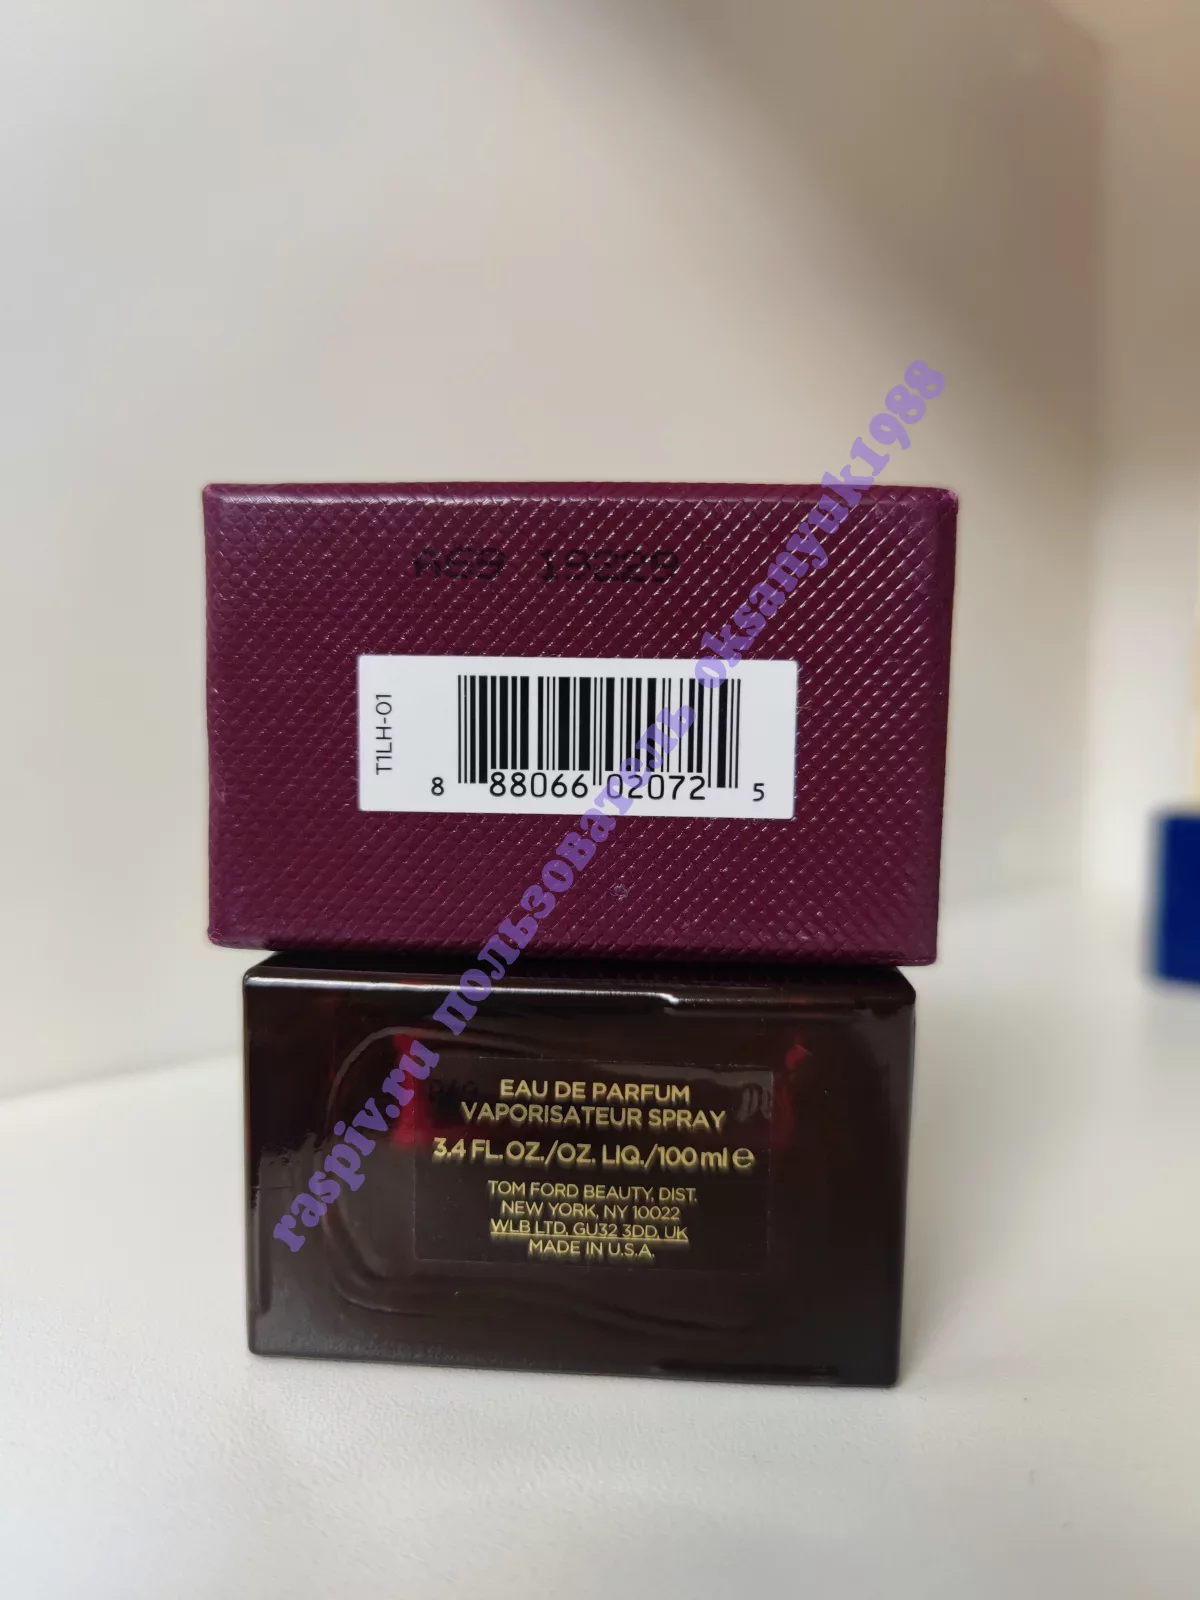 A69 19229
T1LH-01
8 88066 02072 5
EAU DE PARFUM
VAPORISATEUR SPRAY
3.4 FL.OZ./OZ. LIQ./100 ml ℮
TOM FORD BEAUTY, DIST.
NEW YORK, NY 10022
WLB LTD, GU32 3DD, UK
MADE IN U.S.A.
raspiv.ru пользователь oksanyuk1988